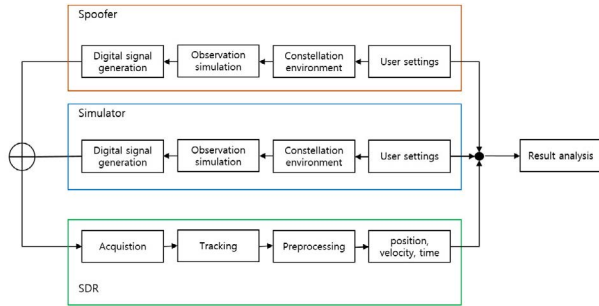 Spoofer
Digital signal
generation
Observation
simulation
Constellation
environment
User settings
Simulator
Digital signal
generation
Observation
simulation
Constellation
environment
User settings
Result analysis
Acquistion
Tracking
Preprocessing
position,
velocity, time
SDR